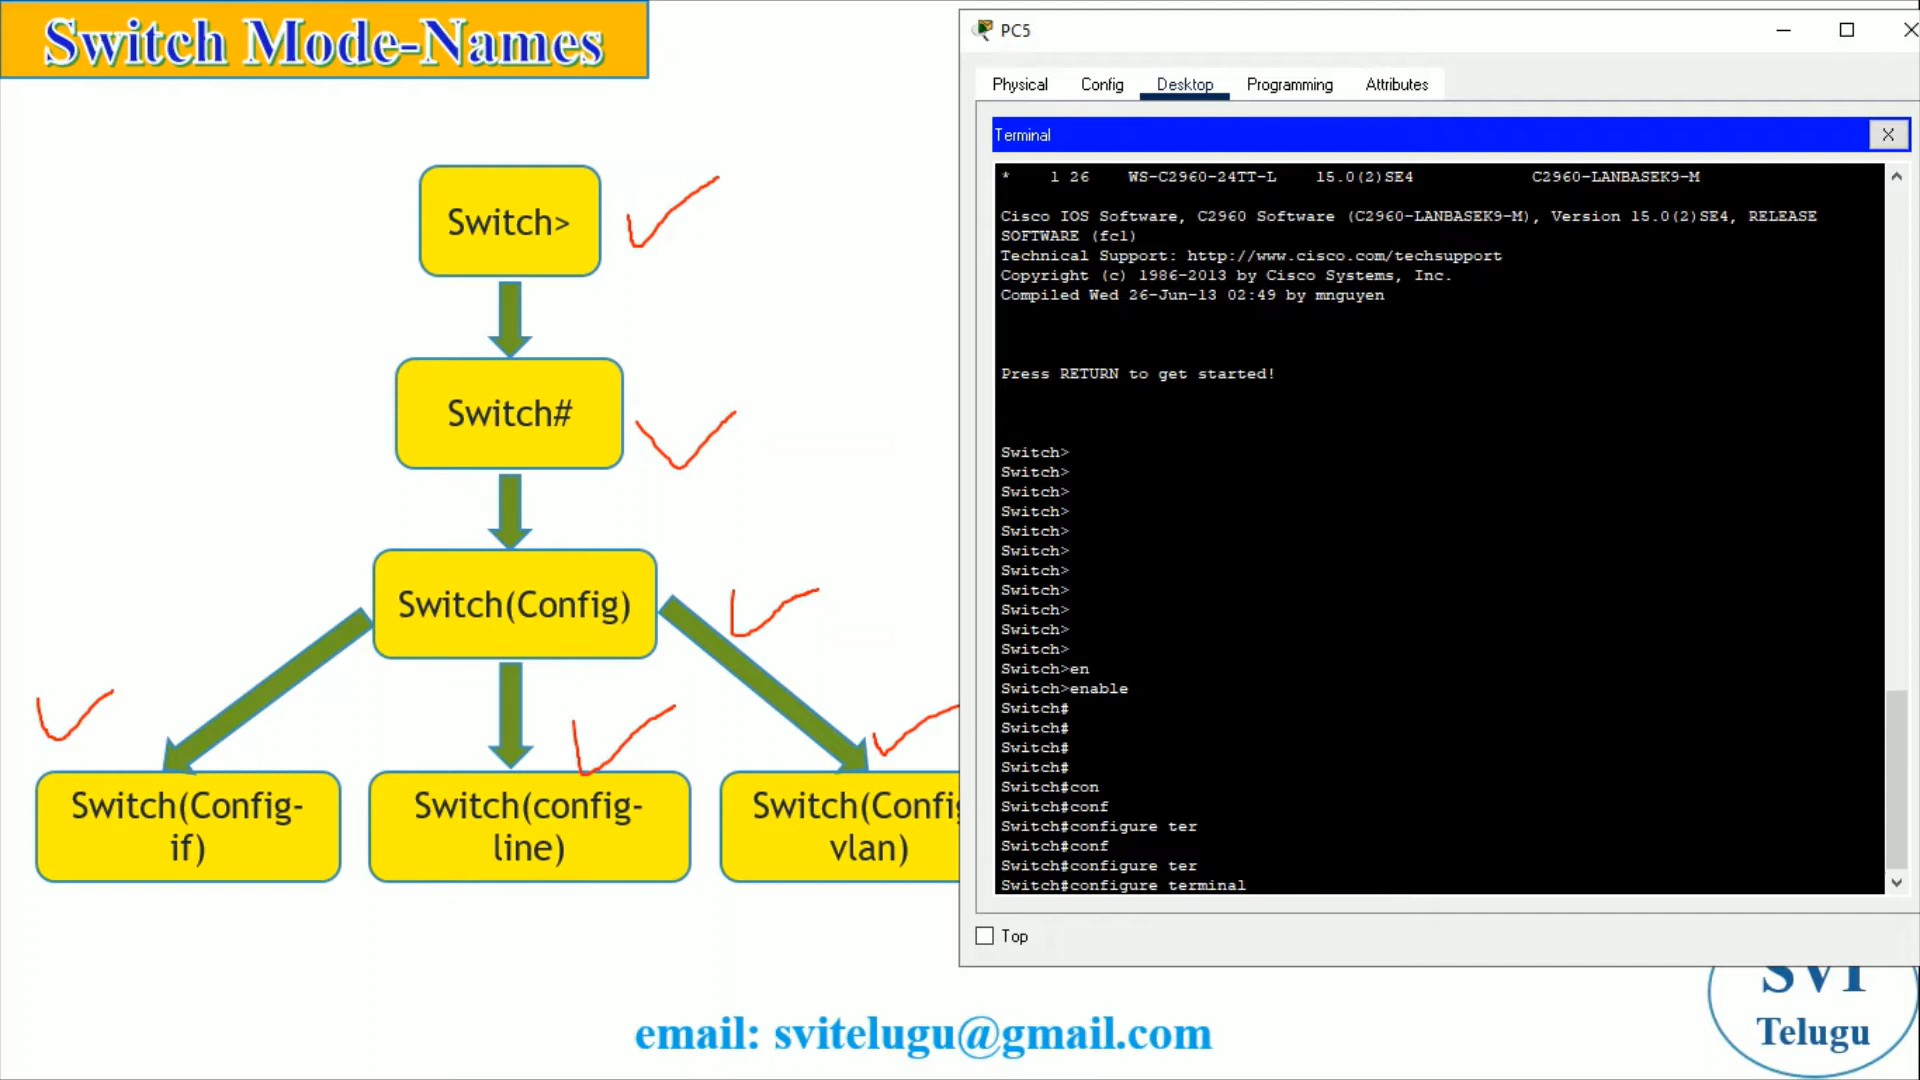 Switch Mode-Names
Switch>
Switch#
Switch(Config)
Switch(Config-
if)
Switch(config-
line)
Switch(Config
vlan)
PC5
Physical Config Desktop Programming Attributes
Terminal
X
* 1 26 WS-C2960-24TT-L 15.0(2)SE4 C2960-LANBASEK9-M
Cisco IOS Software, C2960 Software (C2960-LANBASEK9-M), Version 15.0(2)SE4, RELEASE
SOFTWARE (fc1)
Technical Support: http://www.cisco.com/techsupport
Copyright (c) 1986-2013 by Cisco Systems, Inc.
Compiled Wed 26-Jun-13 02:49 by mnguyen
Press RETURN to get started!
Switch>
Switch>
Switch>
Switch>
Switch>
Switch>
Switch>
Switch>
Switch>
Switch>
Switch>
Switch>en
Switch>enable
Switch#
Switch#
Switch#
Switch#
Switch#con
Switch#conf
Switch#configure ter
Switch#conf
Switch#configure ter
Switch#configure terminal
Top
email: svitelugu@gmail.com
SVI
Telugu